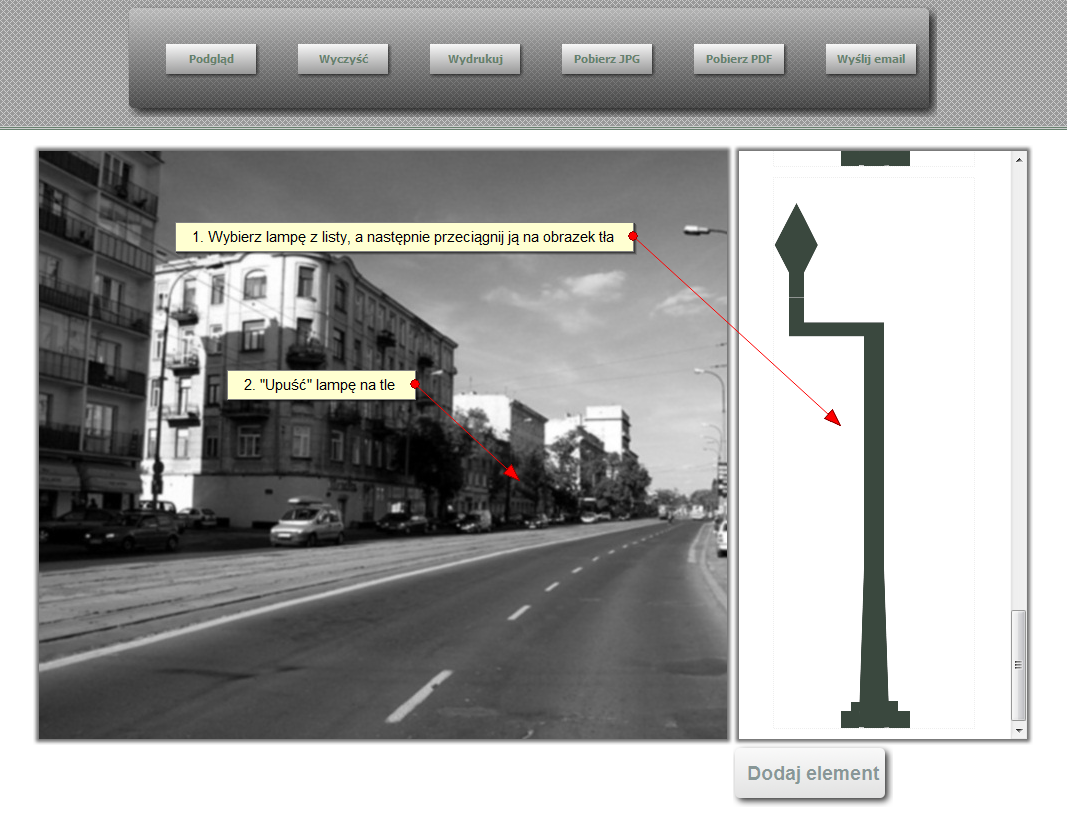 Podgląd
Wyczyść
Wydrukuj
Pobierz JPG
Pobierz PDF
Wyślij email
1. Wybierz lampę z listy, a następnie przeciągnij ją na obrazek tła
2. "Upuść" lampę na tle
Dodaj element